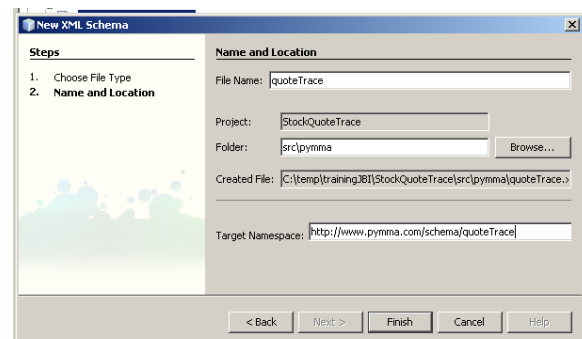 New XML Schema
Steps
1. Choose File Type
2. Name and Location
Name and Location
File Name: quoteTrace
Project: StockQuoteTrace
Folder: src\pymma Browse...
Created File: C:\temp\trainingJBI\StockQuoteTrace\src\pymma\quoteTrace.x
Target Namespace: http://www.pymma.com/schema/quoteTrace
< Back Next > Finish Cancel Help